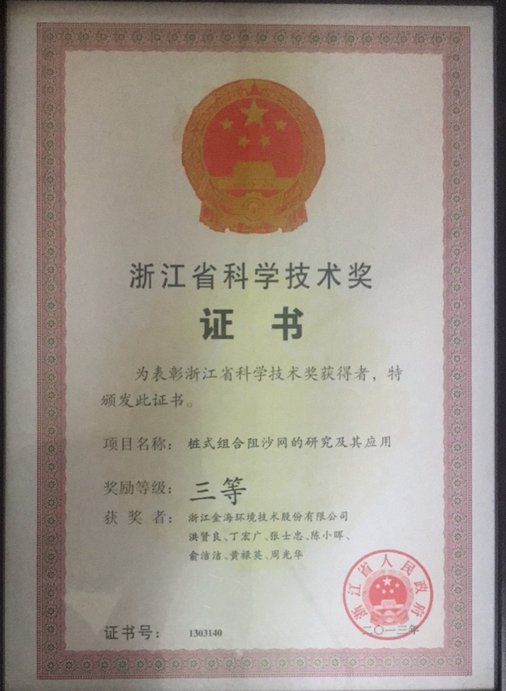 浙江省科学技术奖
证书
为表彰浙江省科学技术奖获得者，特
颁发此证书。
项目名称： 桩式组合阻沙网的研究及其应用
奖励等级： 三等
获奖者： 浙江金海环境技术股份有限公司
洪贤良、丁宏广、张士忠、陈小晖、
俞洁洁、黄禄英、周光华
浙江省人民政府
二〇一三年
证书号： 1303140